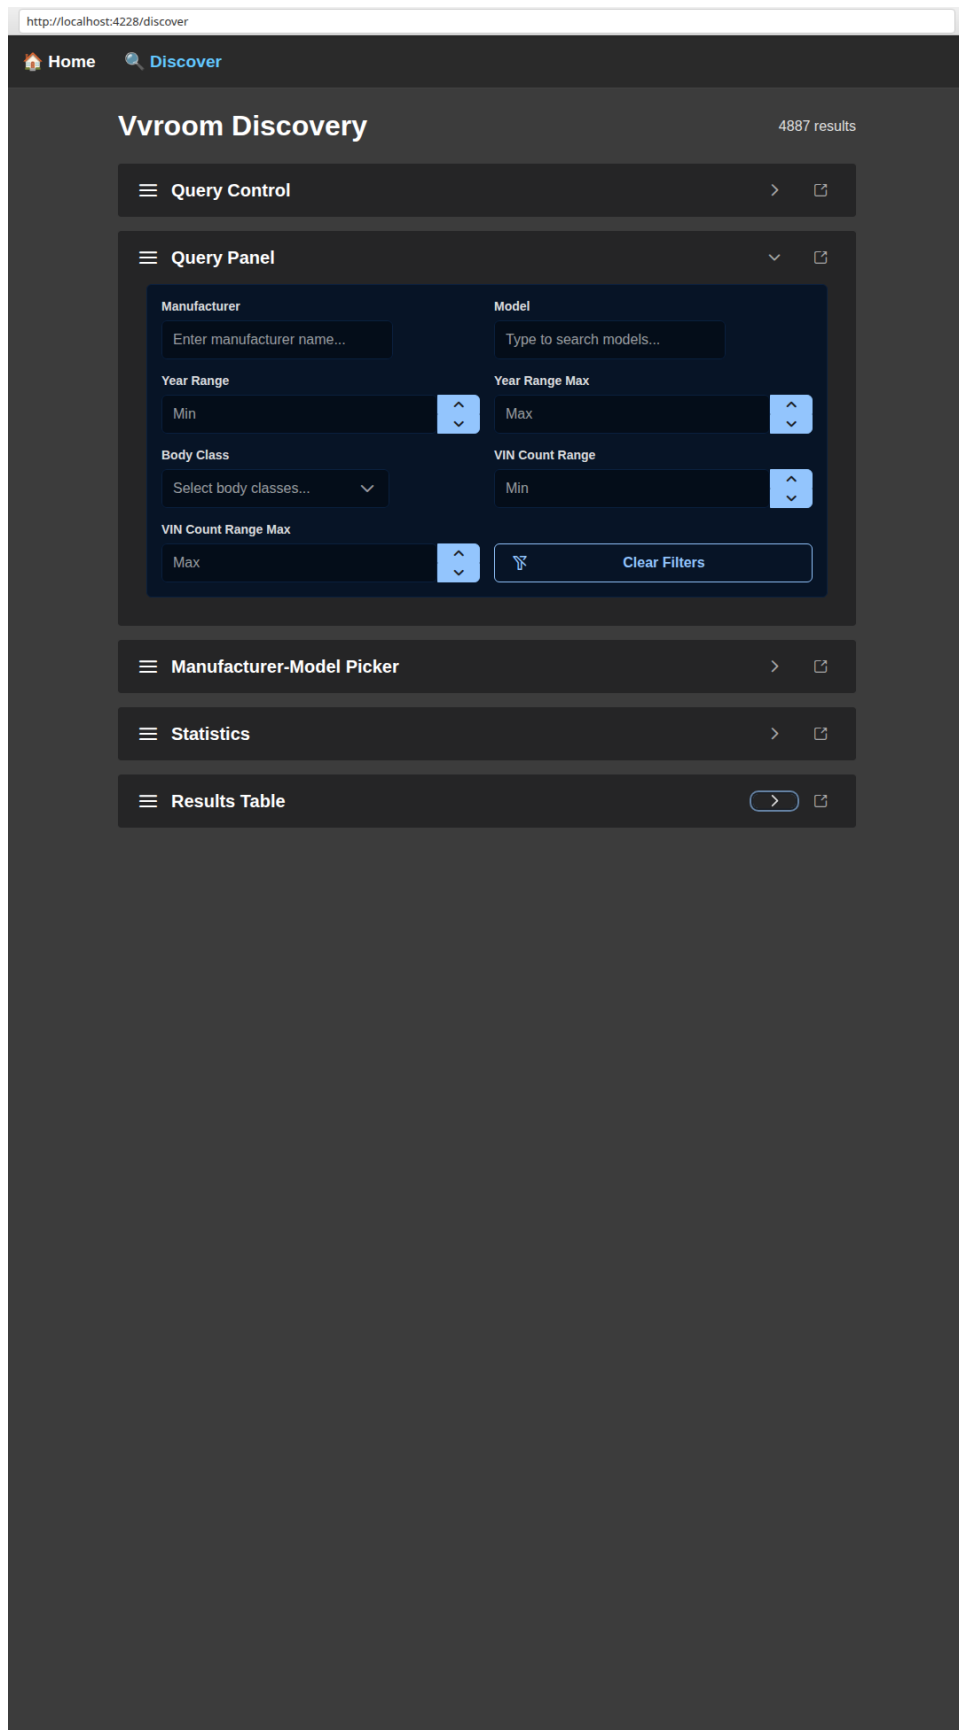 http://localhost:4228/discover
🏠 Home 🔍 Discover
Vvroom Discovery 4887 results
Query Control
Query Panel
Manufacturer Model
Enter manufacturer name... Type to search models...
Year Range Year Range Max
Min Max
Body Class VIN Count Range
Select body classes... Min
VIN Count Range Max
Max Clear Filters
Manufacturer-Model Picker
Statistics
Results Table